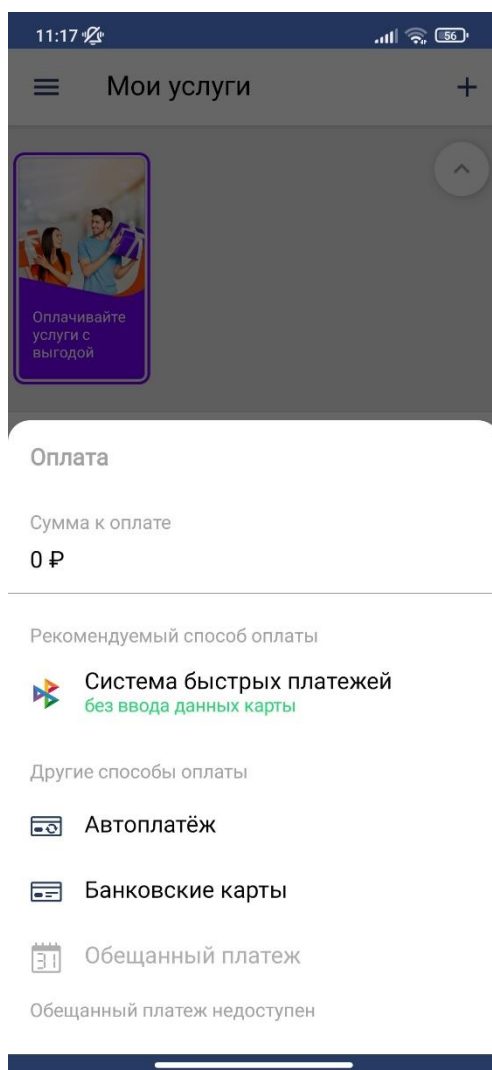 11:17
56
Мои услуги
Оплачивайте
услуги с
выгодой
Оплата
Сумма к оплате
0 ₽
Рекомендуемый способ оплаты
Система быстрых платежей
без ввода данных карты
Другие способы оплаты
Автоплатёж
Банковские карты
31
Обещанный платеж
Обещанный платеж недоступен